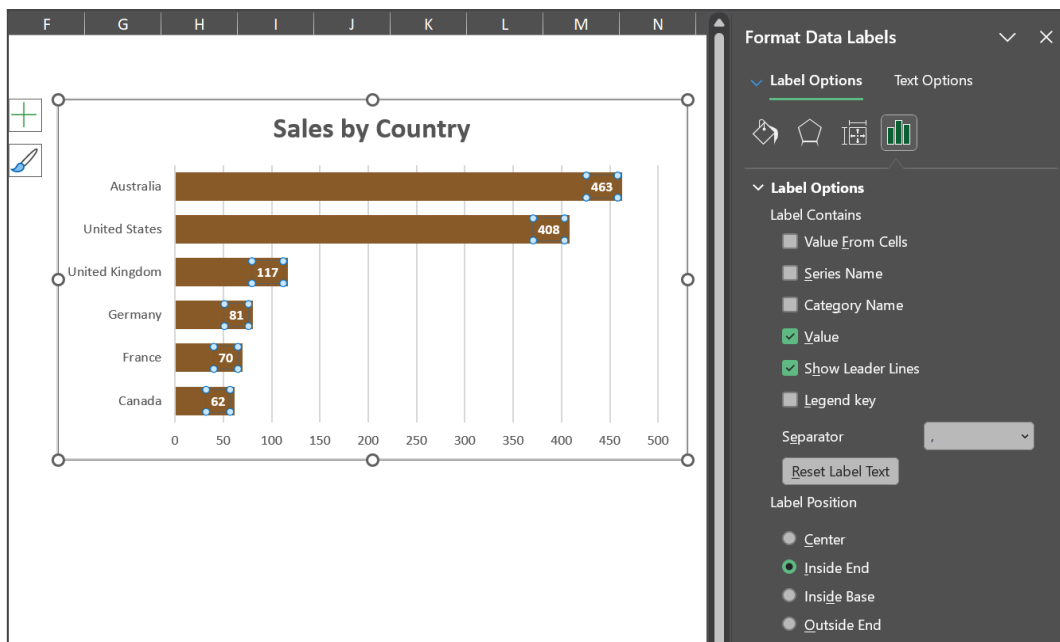 F G H I J K L M N
Sales by Country
Australia 463
United States 408
United Kingdom 117
Germany 81
France 70
Canada 62
0 50 100 150 200 250 300 350 400 450 500
Format Data Labels
Label Options Text Options
Label Options
Label Contains
Value From Cells
Series Name
Category Name
Value
Show Leader Lines
Legend key
Separator ,
Reset Label Text
Label Position
Center
Inside End
Inside Base
Outside End